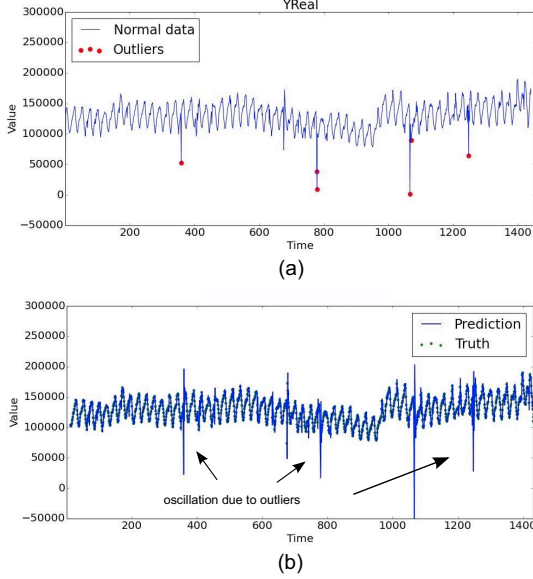 YReal
300000
250000
200000
150000
100000
50000
0
−50000
Value
Normal data
Outliers
200 400 600 800 1000 1200 1400
Time
(a)
300000
250000
200000
150000
100000
50000
0
−50000
Value
Prediction
Truth
oscillation due to outliers
200 400 600 800 1000 1200 1400
Time
(b)